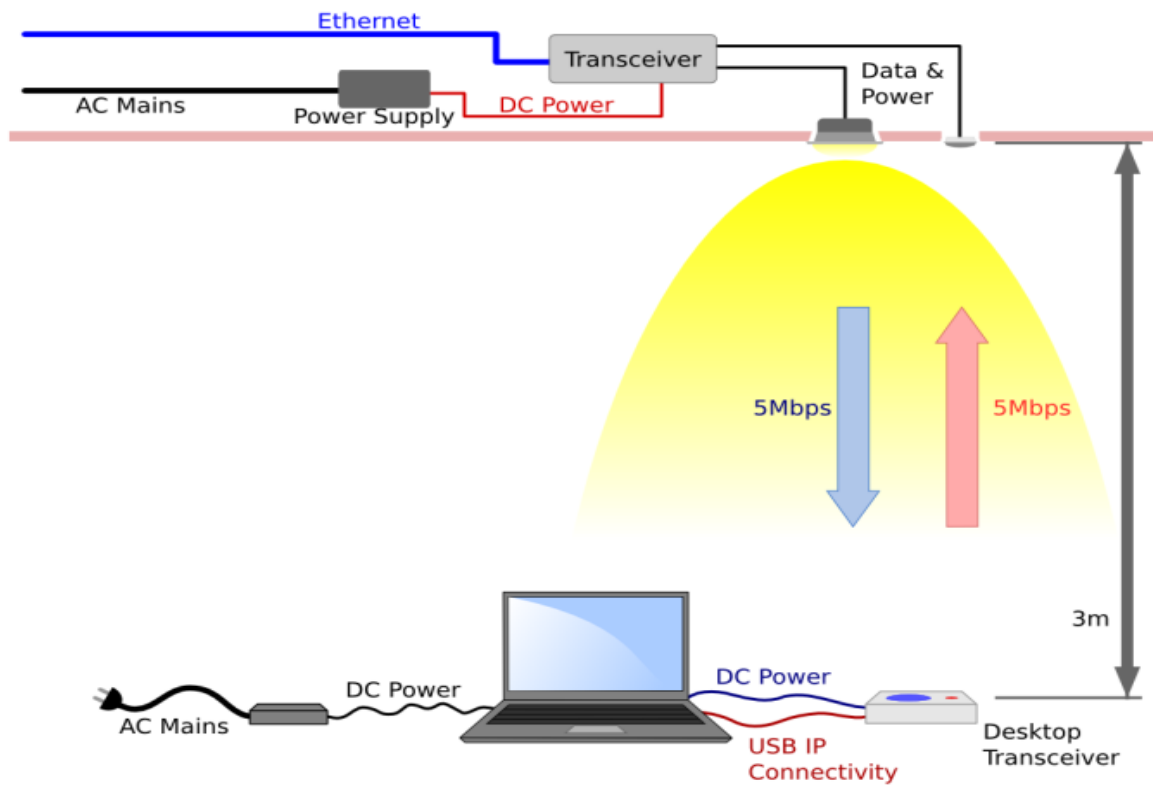 Ethernet
Transceiver
Data &
Power
AC Mains
Power Supply
DC Power
5Mbps
5Mbps
3m
DC Power
DC Power
AC Mains
USB IP
Connectivity
Desktop
Transceiver